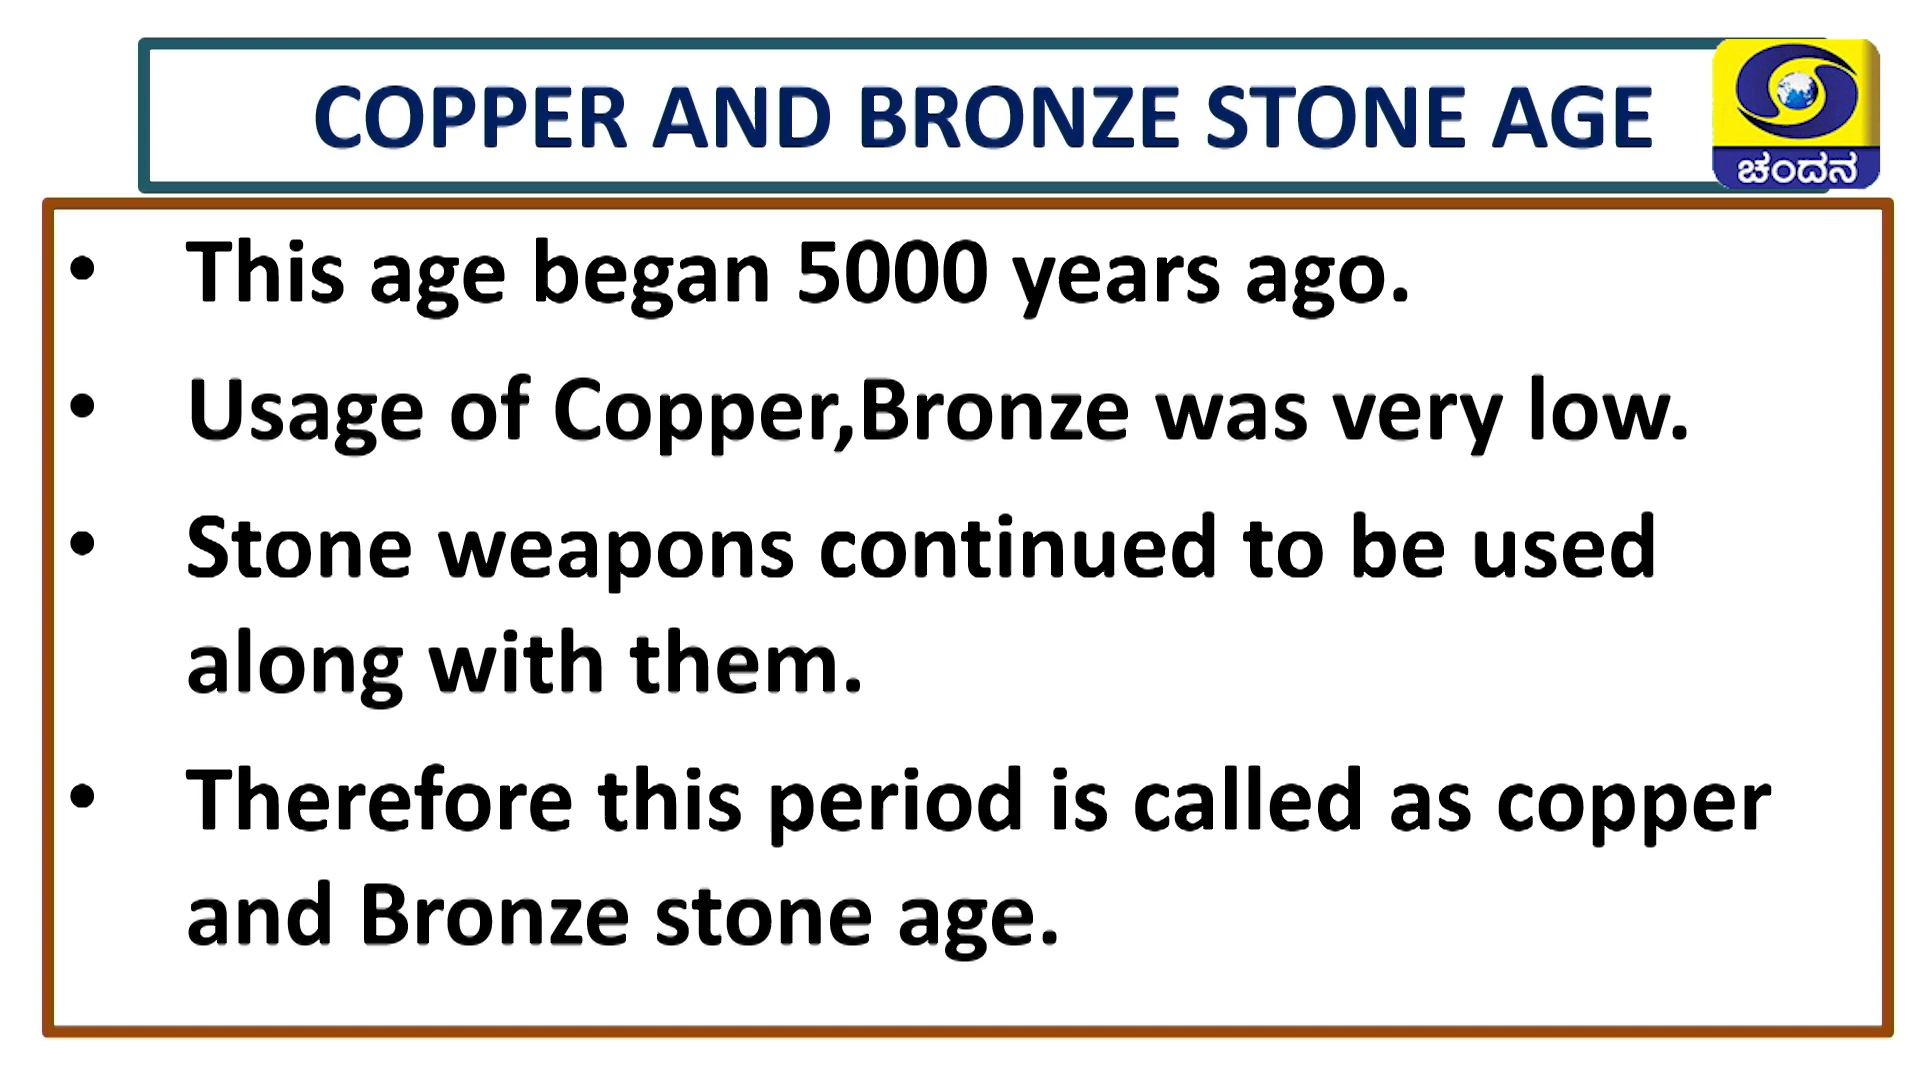 COPPER AND BRONZE STONE AGE
ಚಂದನ
• This age began 5000 years ago.
• Usage of Copper,Bronze was very low.
• Stone weapons continued to be used
along with them.
• Therefore this period is called as copper
and Bronze stone age.